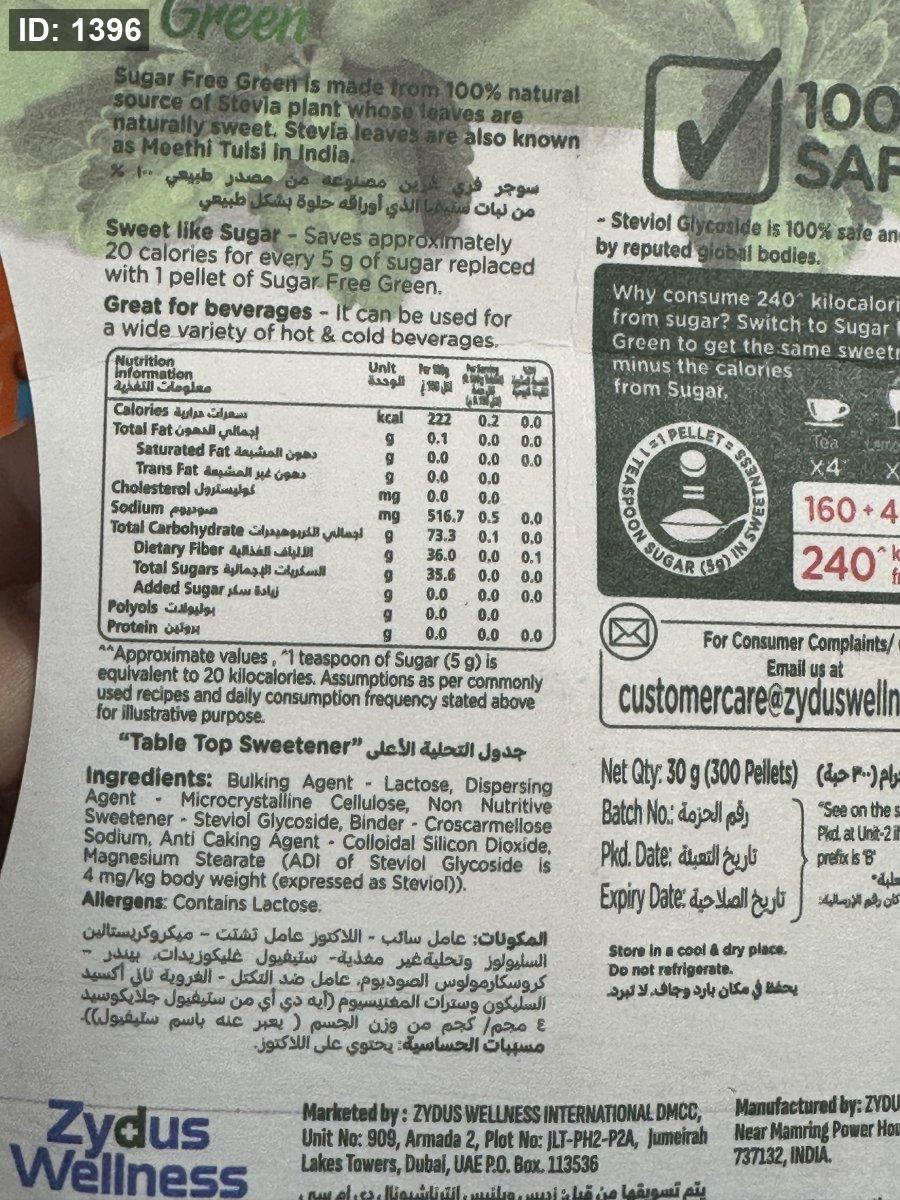 ID: 1396
Green
Sugar Free Green is made from 100% natural
source of Stevia plant whose leaves are
naturally sweet. Stevia leaves are also known
as Meethi Tulsi in India.
سوجر فري غرين مصنوعه من مصدر طبيعي ١٠٠ %
من نبات ستيفيا الذي أوراقه حلوة بشكل طبيعي
Sweet like Sugar - Saves approximately
20 calories for every 5 g of sugar replaced
with 1 pellet of Sugar Free Green.
Great for beverages - It can be used for
a wide variety of hot & cold beverages.
Nutrition Information معلومات التغذية Unit الوحدة Per 100g
Calories سعرات حرارية kcal 222 0.2 0.0
Total Fat إجمالي الدهون g 0.1 0.0 0.0
Saturated Fat دهون المشبعة g 0.0 0.0 0.0
Trans Fat دهون غير المشبعة g 0.0 0.0
Cholesterol كوليسترول mg 0.0 0.0
Sodium صوديوم mg 516.7 0.5 0.0
Total Carbohydrate إجمالي الكربوهيدرات g 73.3 0.1 0.0
Dietary Fiber الألياف الغذائية g 36.0 0.0 0.1
Total Sugars السكريات الإجمالية g 35.6 0.0 0.0
Added Sugar زيادة سكر g 0.0 0.0 0.0
Polyols بوليولات g 0.0 0.0
Protein بروتين g 0.0 0.0 0.0
^^Approximate values, ^1 teaspoon of Sugar (5 g) is
equivalent to 20 kilocalories. Assumptions as per commonly
used recipes and daily consumption frequency stated above
for illustrative purpose.
"Table Top Sweetener" جدول التحلية الأعلى
Ingredients: Bulking Agent - Lactose, Dispersing
Agent - Microcrystalline Cellulose, Non Nutritive
Sweetener - Steviol Glycoside, Binder - Croscarmellose
Sodium, Anti Caking Agent - Colloidal Silicon Dioxide,
Magnesium Stearate (ADI of Steviol Glycoside is
4 mg/kg body weight (expressed as Steviol)).
Allergens: Contains Lactose.
المكونات: عامل سائب - اللاكتوز عامل تشتت - ميكروكريستالين
السليولوز وتحلية غير مغذية- ستيفيول غليكوزيدات، بيندر -
كروسكارمولوس الصوديوم، عامل ضد التكتل - الغروية ثاني أكسيد
السليكون وسترات المغنيسيوم (آيه دي أي من ستيفيول جلايكوسيد
٤ مجم/ كجم من وزن الجسم ( يعبر عنه باسم ستيفيول)).
مسببات الحساسية: يحتوي على اللاكتوز.
100
SAF
- Steviol Glycoside is 100% safe an
by reputed global bodies.
Why consume 240^ kilocalori
from sugar? Switch to Sugar
Green to get the same sweetn
minus the calories
from Sugar.
1 PELLET = SWEETNESS IN (5g) SUGAR TEASPOON 1 =
Tea
X4
160 + 4
240^
For Consumer Complaints/
Email us at
customercare@zyduswelln
Net Qty: 30 g (300 Pellets)
Batch No.: رقم الحزمة
Pkd. Date: تاريخ التعبئة
Expiry Date: تاريخ الصلاحية
"See on the s
Pkd. at Unit-2 if
prefix is 'B'
Store in a cool & dry place.
Do not refrigerate.
يحفظ في مكان بارد وجاف. لا تبرد.
Zydus
Wellness
Marketed by : ZYDUS WELLNESS INTERNATIONAL DMCC,
Unit No: 909, Armada 2, Plot No: JLT-PH2-P2A, Jumeirah
Lakes Towers, Dubai, UAE P.O. Box. 113536
Manufactured by: ZYDU
Near Mamring Power Hou
737132, INDIA.